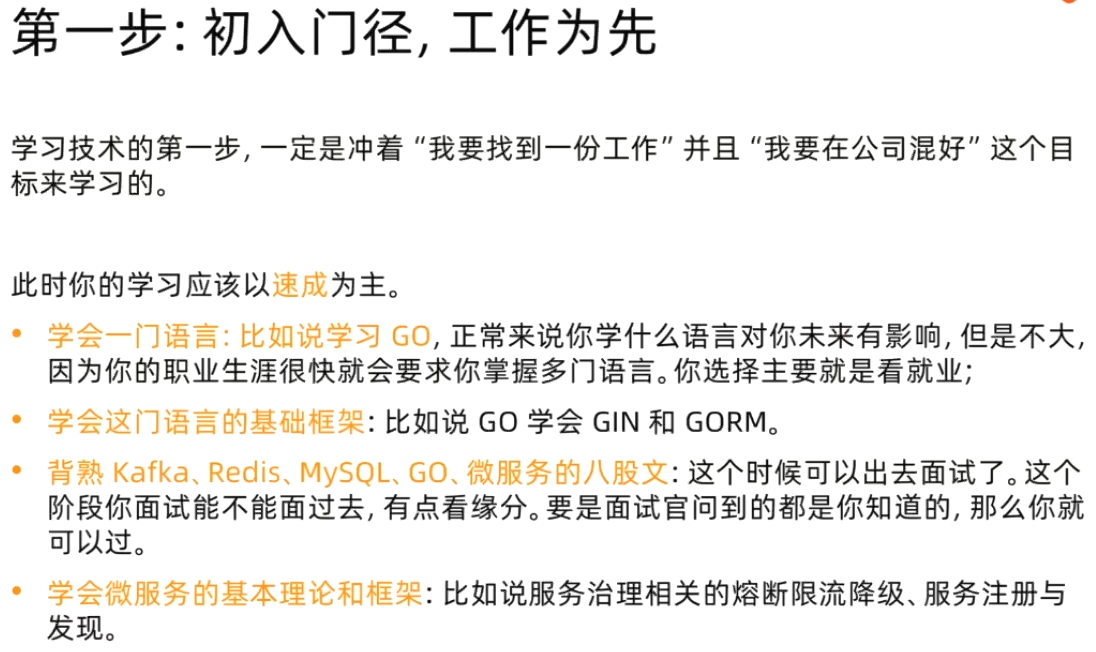 第一步：初入门径，工作为先
学习技术的第一步，一定是冲着“我要找到一份工作”并且“我要在公司混好”这个目
标来学习的。
此时你的学习应该以速成为主。
• 学会一门语言：比如说学习 GO，正常来说你学什么语言对你未来有影响，但是不大，
因为你的职业生涯很快就会要求你掌握多门语言。你选择主要就是看就业；
• 学会这门语言的基础框架：比如说 GO 学会 GIN 和 GORM。
• 背熟 Kafka、Redis、MySQL、GO、微服务的八股文：这个时候可以出去面试了。这个
阶段你面试能不能面过去，有点看缘分。要是面试官问到的都是你知道的，那么你就
可以过。
• 学会微服务的基本理论和框架：比如说服务治理相关的熔断限流降级、服务注册与
发现。